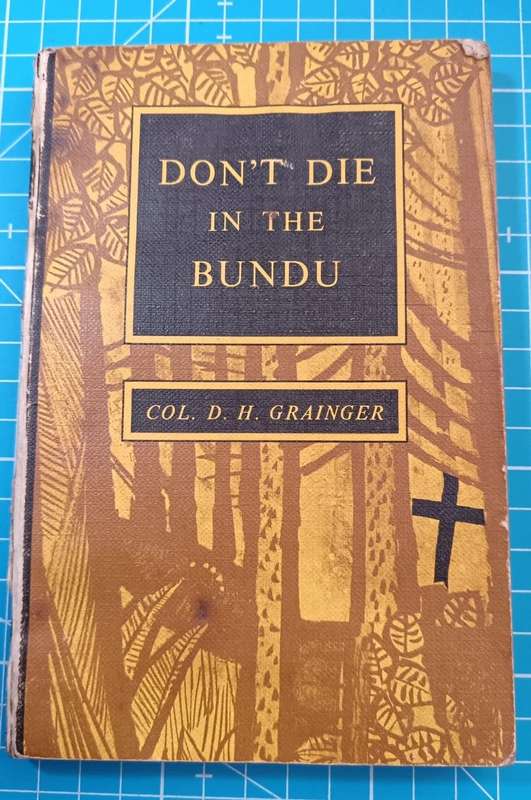 DON'T DIE
IN THE
BUNDU
COL. D. H. GRAINGER